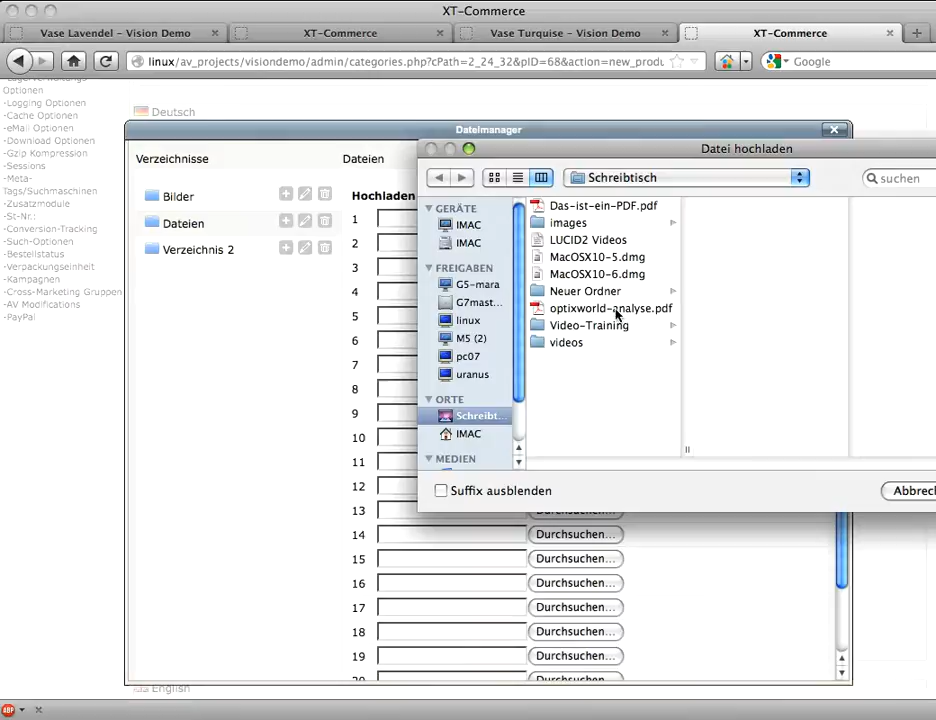 XT-Commerce
Vase Lavendel - Vision Demo
XT-Commerce
Vase Turquise - Vision Demo
XT-Commerce
linux/av_projects/visiondemo/admin/categories.php?cPath=2_24_32&pID=68&action=new_produ
Google
Optionen
-Logging Optionen
-Cache Optionen
-eMail Optionen
-Download Optionen
-Gzip Kompression
-Sessions
-Meta-
Tags/Suchmaschinen
-Zusatzmodule
-St-Nr.:
-Conversion-Tracking
-Such-Optionen
-Bestellstatus
-Verpackungseinheit
-Kampagnen
-Cross-Marketing Gruppen
-AV Modifications
-PayPal
Deutsch
Dateimanager
Verzeichnisse
Dateien
Bilder
Dateien
Verzeichnis 2
Hochladen
1
2
3
4
5
6
7
8
9
10
11
12
13
14 Durchsuchen...
15 Durchsuchen...
16 Durchsuchen...
17 Durchsuchen...
18 Durchsuchen...
19 Durchsuchen...
Datei hochladen
Schreibtisch
suchen
GERÄTE
IMAC
IMAC
FREIGABEN
G5-mara
G7mast...
linux
M5 (2)
pc07
uranus
ORTE
Schreibt...
IMAC
MEDIEN
Das-ist-ein-PDF.pdf
images
LUCID2 Videos
MacOSX10-5.dmg
MacOSX10-6.dmg
Neuer Ordner
optixworld-analyse.pdf
Video-Training
videos
Suffix ausblenden
Abbrecl
English
ABP